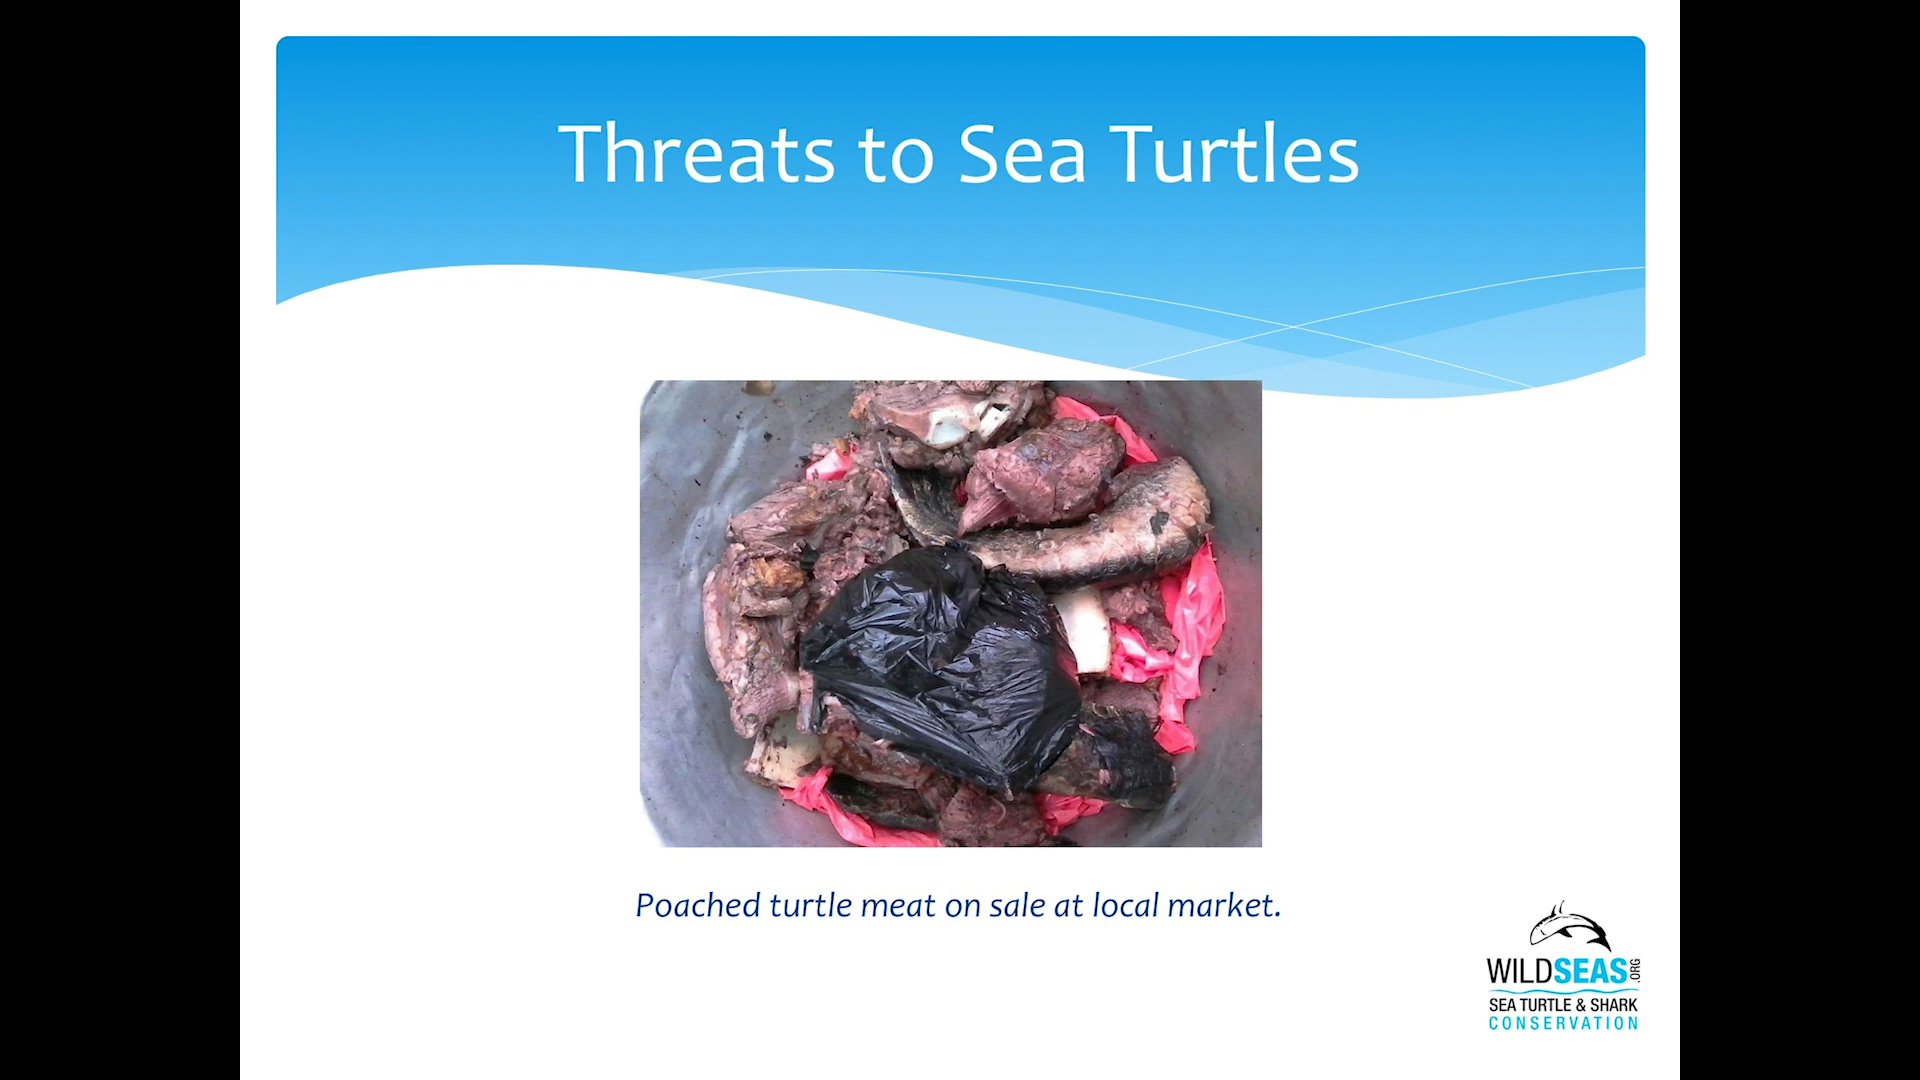 Threats to Sea Turtles
Poached turtle meat on sale at local market.
WILDSEAS.ORG
SEA TURTLE & SHARK
CONSERVATION